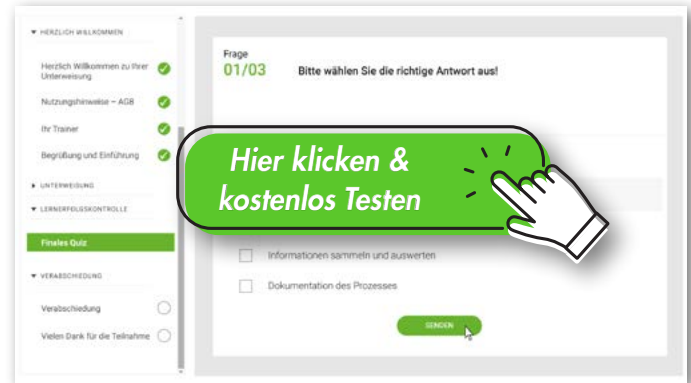 HERZLICH WILLKOMMEN
Herzlich Willkommen zu Ihrer
Unterweisung
Nutzungshinweise – AGB
Ihr Trainer
Begrüßung und Einführung
UNTERWEISUNG
LERNERFOLGSKONTROLLE
Finales Quiz
VERABSCHIEDUNG
Verabschiedung
Vielen Dank für die Teilnahme
Frage
01/03
Bitte wählen Sie die richtige Antwort aus!
Hier klicken &
kostenlos Testen
Informationen sammeln und auswerten
Dokumentation des Prozesses
SENDEN